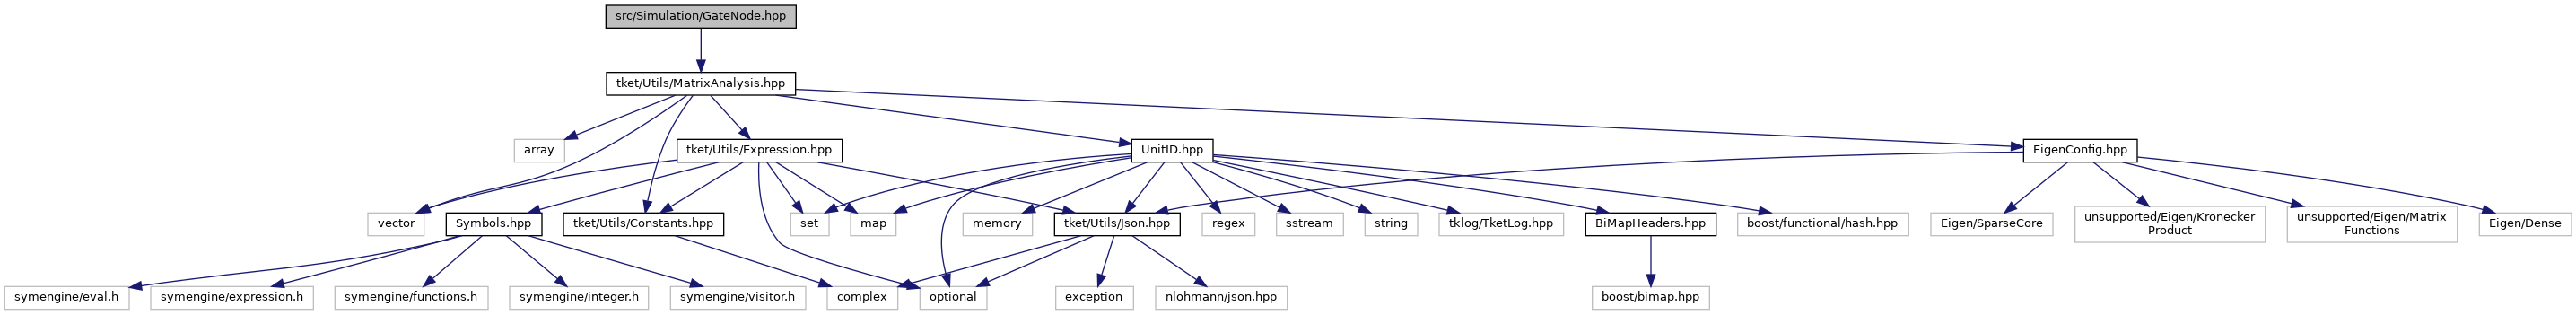 src/Simulation/GateNode.hpp
tket/Utils/MatrixAnalysis.hpp
array
tket/Utils/Expression.hpp
UnitID.hpp
EigenConfig.hpp
vector
Symbols.hpp
tket/Utils/Constants.hpp
set
map
memory
tket/Utils/Json.hpp
regex
sstream
string
tklog/TketLog.hpp
BiMapHeaders.hpp
boost/functional/hash.hpp
Eigen/SparseCore
unsupported/Eigen/Kronecker
Product
unsupported/Eigen/Matrix
Functions
Eigen/Dense
symengine/eval.h
symengine/expression.h
symengine/functions.h
symengine/integer.h
symengine/visitor.h
complex
optional
exception
nlohmann/json.hpp
boost/bimap.hpp